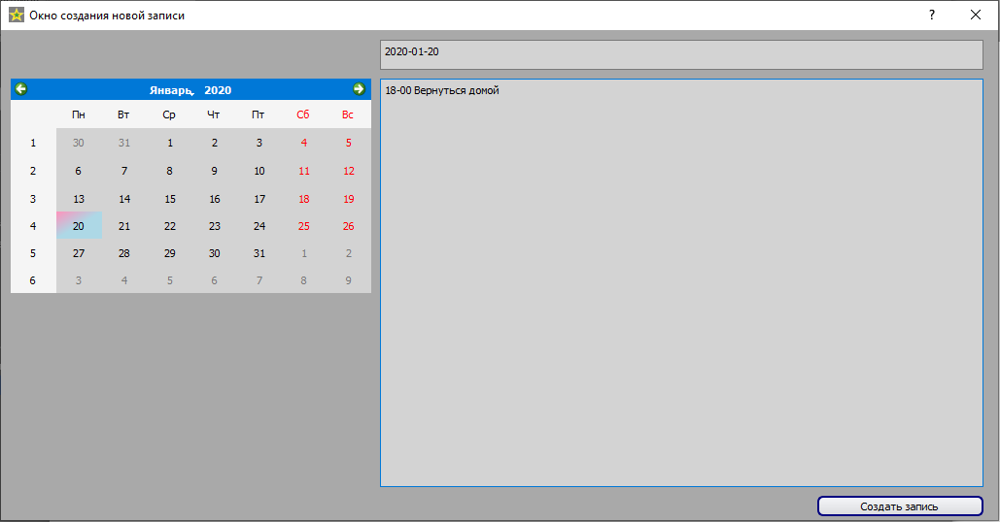 Окно создания новой записи
?
2020-01-20
Январь, 2020
18-00 Вернуться домой
Пн Вт Ср Чт Пт Сб Вс
1 30 31 1 2 3 4 5
2 6 7 8 9 10 11 12
3 13 14 15 16 17 18 19
4 20 21 22 23 24 25 26
5 27 28 29 30 31 1 2
6 3 4 5 6 7 8 9
Создать запись